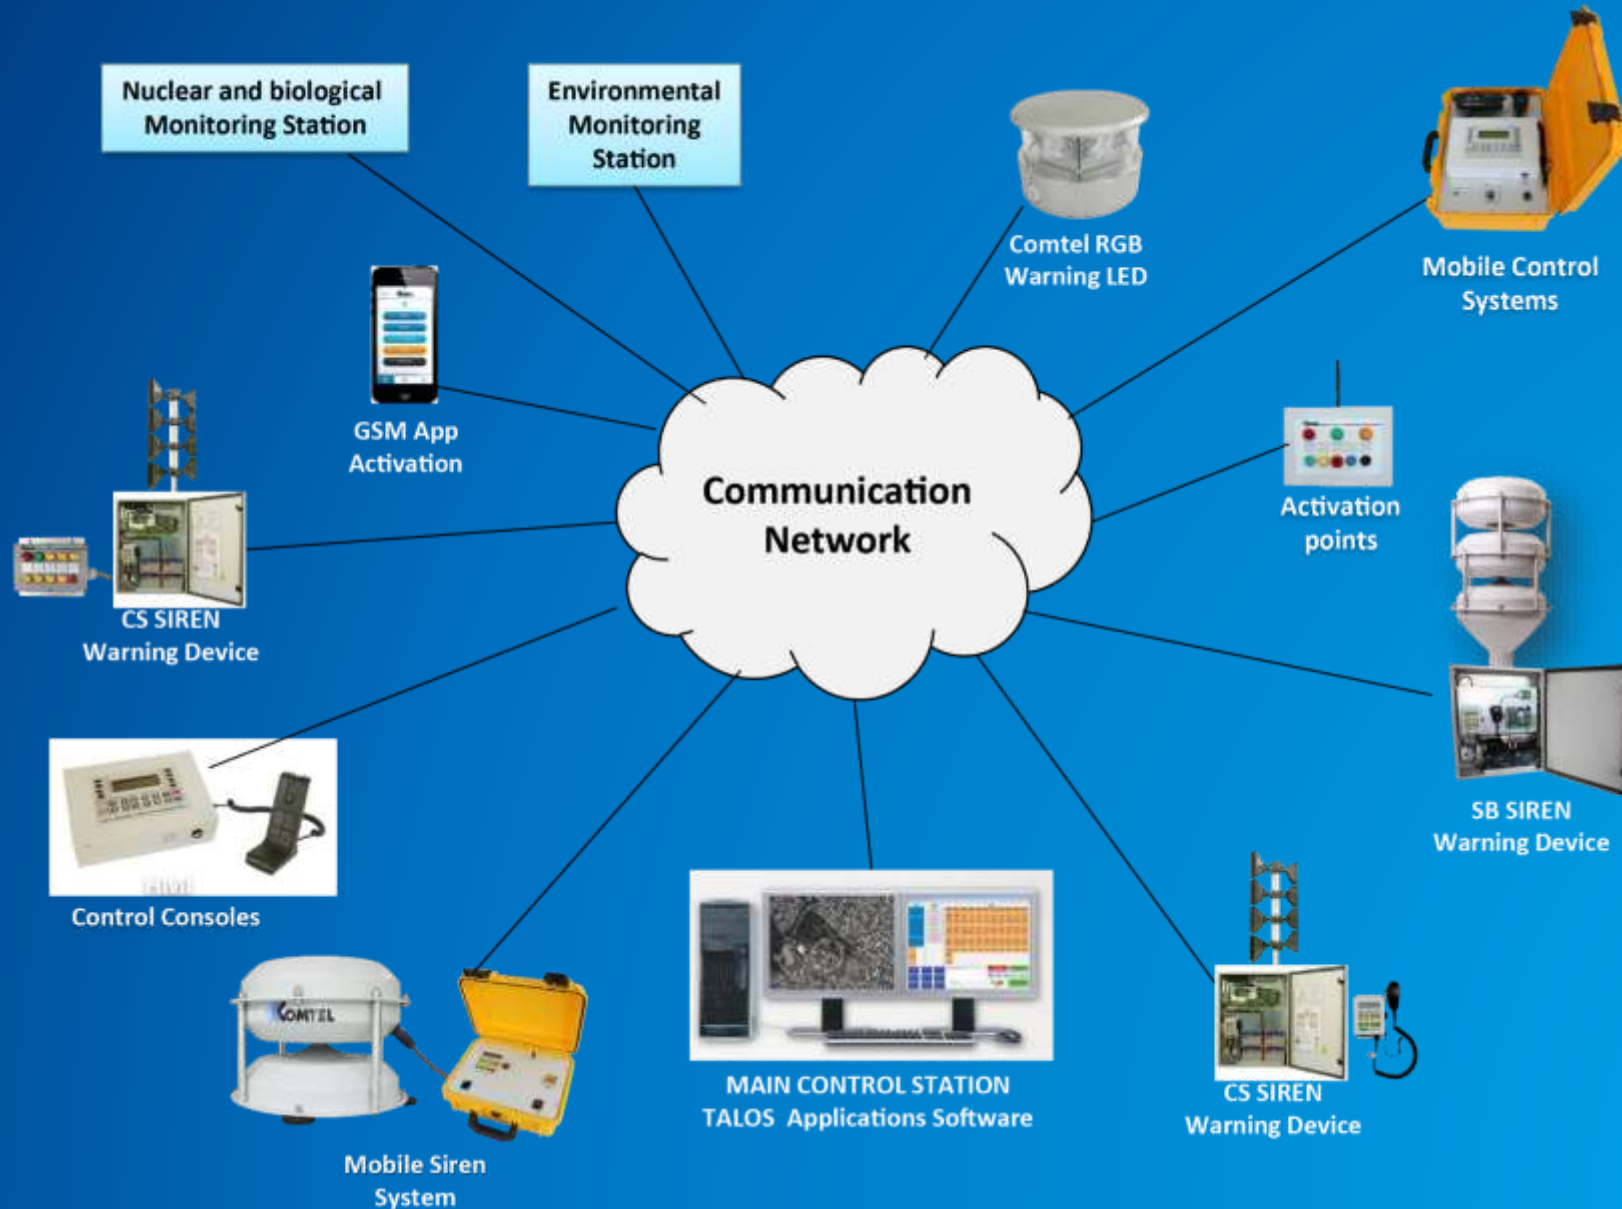 Nuclear and biological
Monitoring Station
Environmental
Monitoring
Station
Comtel RGB
Warning LED
Mobile Control
Systems
GSM App
Activation
Communication
Network
Activation
points
CS SIREN
Warning Device
SB SIREN
Warning Device
Control Consoles
COMTEL
MAIN CONTROL STATION
TALOS Applications Software
CS SIREN
Warning Device
Mobile Siren
System